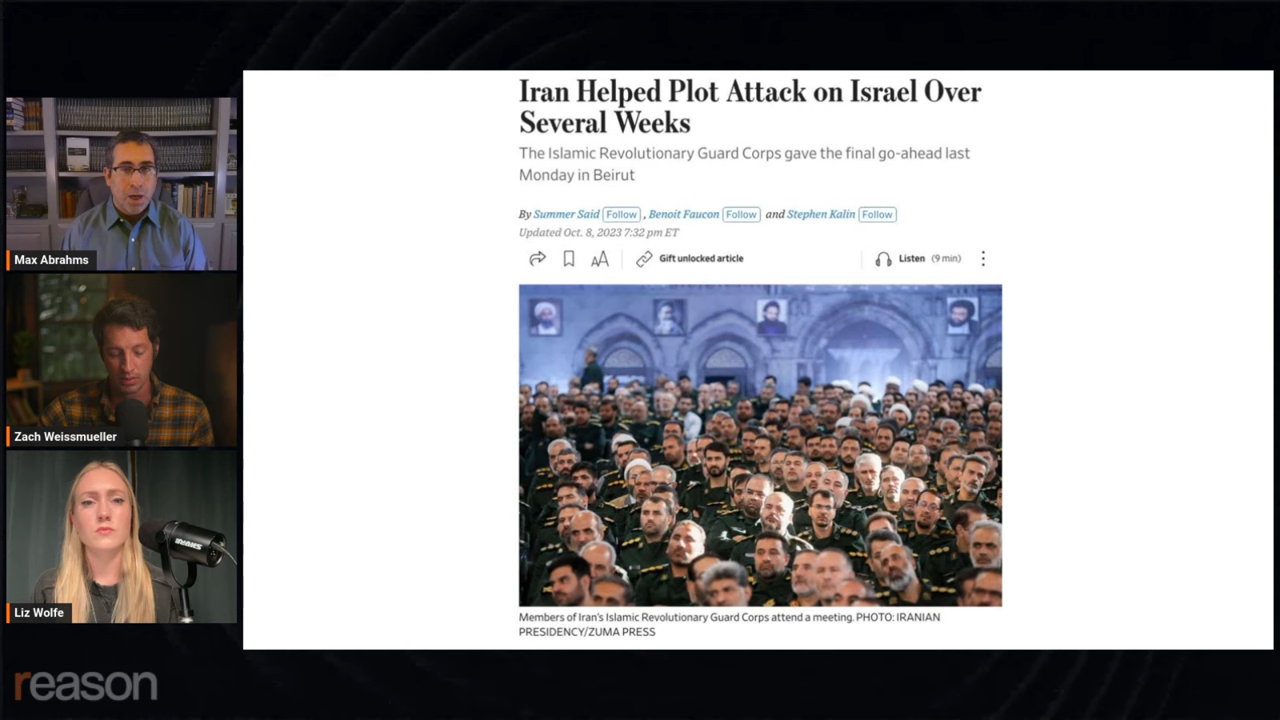 Iran Helped Plot Attack on Israel Over
Several Weeks
The Islamic Revolutionary Guard Corps gave the final go-ahead last
Monday in Beirut
By Summer Said Follow , Benoit Faucon Follow and Stephen Kalin Follow
Updated Oct. 8, 2023 7:32 pm ET
AA Gift unlocked article Listen (9 min)
Members of Iran's Islamic Revolutionary Guard Corps attend a meeting. PHOTO: IRANIAN
PRESIDENCY/ZUMA PRESS
Max Abrahms
Zach Weissmueller
Liz Wolfe
reason